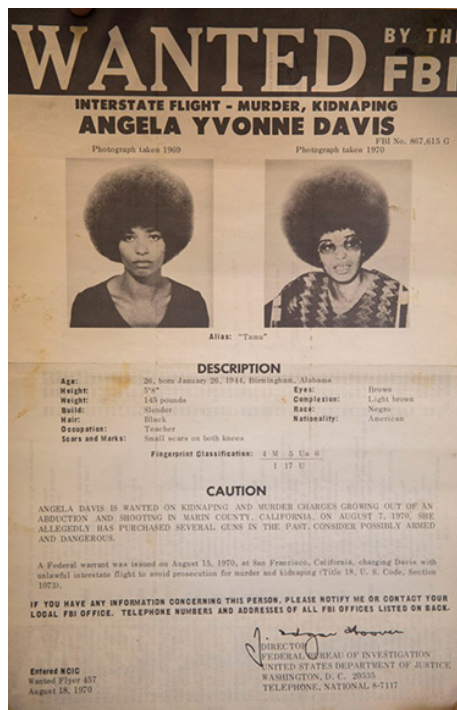 WANTED BY THE
FBI
INTERSTATE FLIGHT - MURDER, KIDNAPING
ANGELA YVONNE DAVIS
FBI No. 867,615 G
Photograph taken 1969 Photograph taken 1970
Alias: "Tamu"
DESCRIPTION
Age: 26, born January 26, 1944, Birmingham, Alabama
Height: 5'8" Eyes: Brown
Weight: 145 pounds Complexion: Light brown
Build: Slender Race: Negro
Hair: Black Nationality: American
Occupation: Teacher
Scars and Marks: Small scars on both knees
Fingerprint Classification: 4 M 5 Ua 6
1 17 U
CAUTION
ANGELA DAVIS IS WANTED ON KIDNAPING AND MURDER CHARGES GROWING OUT OF AN
ABDUCTION AND SHOOTING IN MARIN COUNTY, CALIFORNIA, ON AUGUST 7, 1970. SHE
ALLEGEDLY HAS PURCHASED SEVERAL GUNS IN THE PAST. CONSIDER POSSIBLY ARMED
AND DANGEROUS.
A Federal warrant was issued on August 15, 1970, at San Francisco, California, charging Davis with
unlawful interstate flight to avoid prosecution for murder and kidnaping (Title 18, U. S. Code, Section
1073).
IF YOU HAVE ANY INFORMATION CONCERNING THIS PERSON, PLEASE NOTIFY ME OR CONTACT YOUR
LOCAL FBI OFFICE. TELEPHONE NUMBERS AND ADDRESSES OF ALL FBI OFFICES LISTED ON BACK.
J. Edgar Hoover
DIRECTOR
FEDERAL BUREAU OF INVESTIGATION
UNITED STATES DEPARTMENT OF JUSTICE
WASHINGTON, D. C. 20535
TELEPHONE, NATIONAL 8-7117
Entered NCIC
Wanted Flyer 457
August 18, 1970